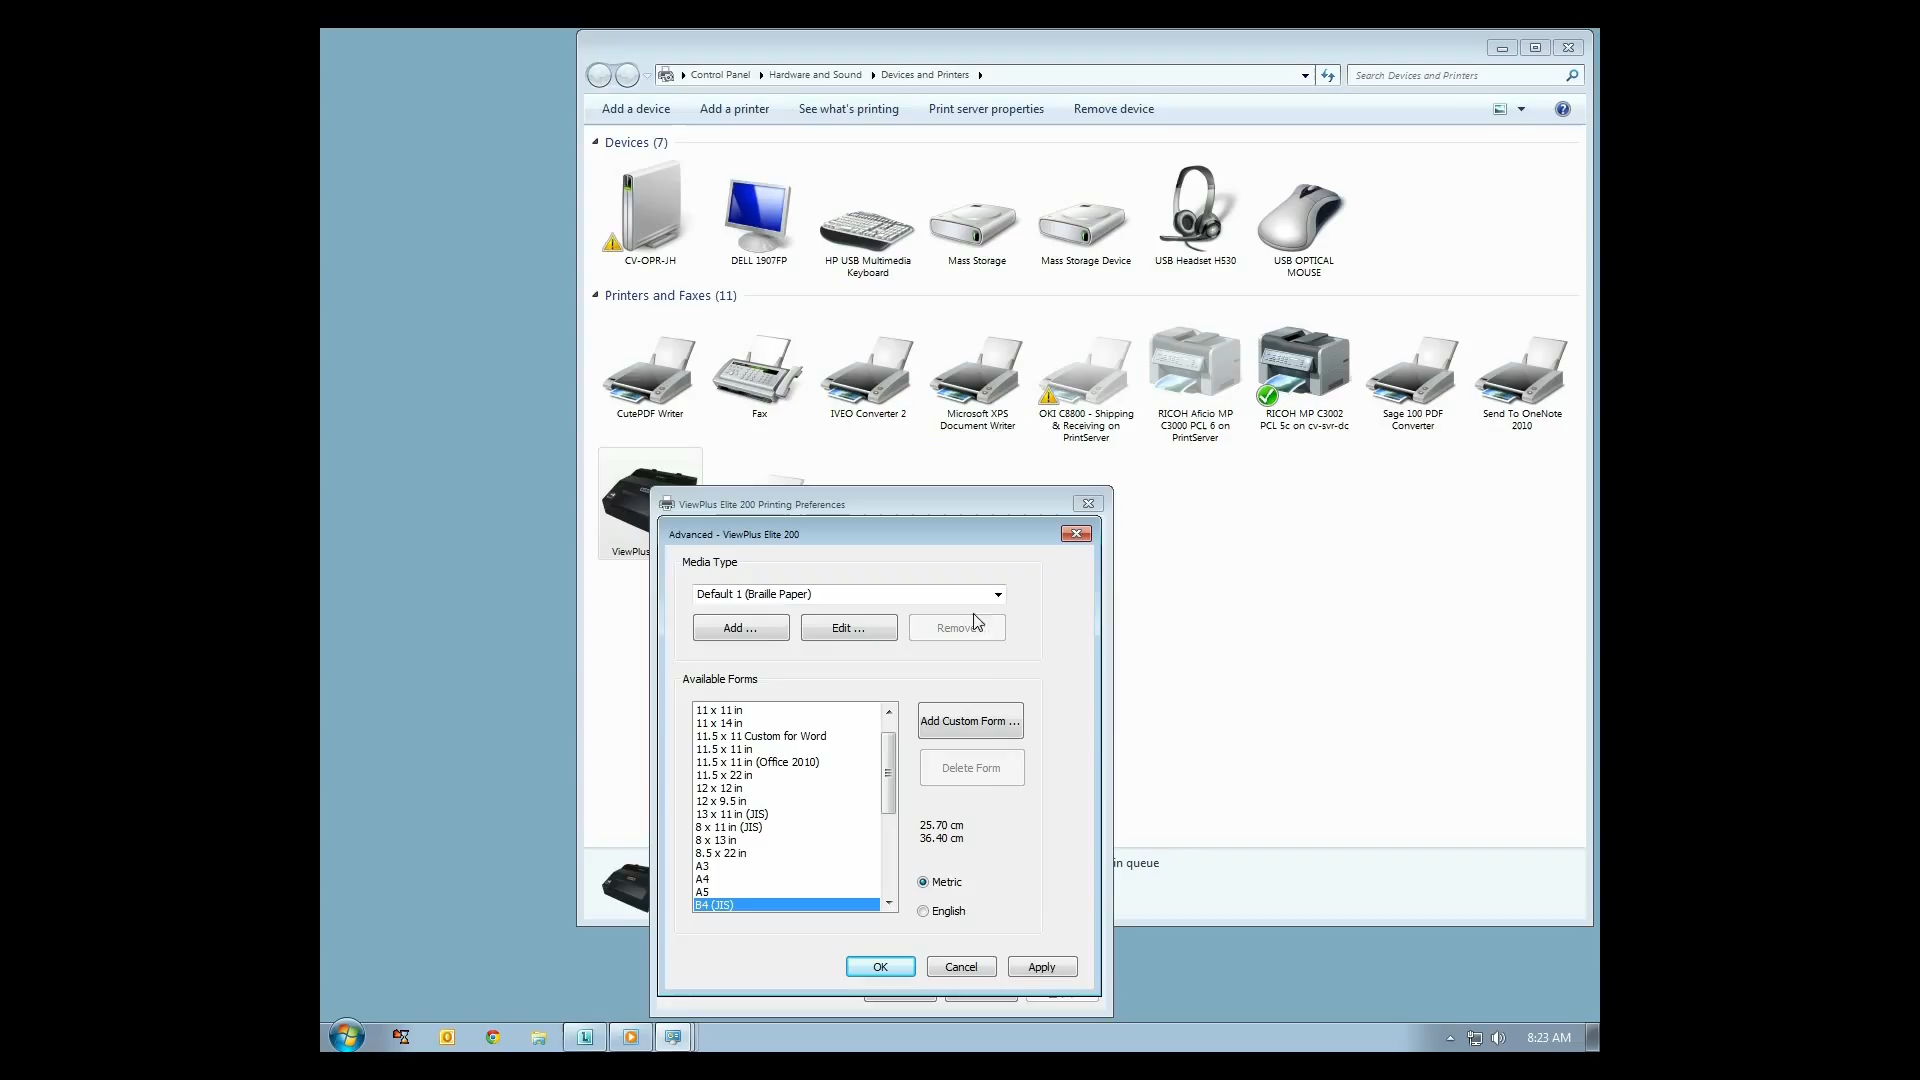 Control Panel
Hardware and Sound
Devices and Printers
Search Devices and Printers
Add a device
Add a printer
See what's printing
Print server properties
Remove device
Devices (7)
CV-OPR-JH
DELL 1907FP
HP USB Multimedia
Keyboard
Mass Storage
Mass Storage Device
USB Headset H530
USB OPTICAL
MOUSE
Printers and Faxes (11)
CutePDF Writer
Fax
IVEO Converter 2
Microsoft XPS
Document Writer
OKI C8800 - Shipping
& Receiving on
PrintServer
RICOH Aficio MP
C3000 PCL 6 on
PrintServer
RICOH MP C3002
PCL 5c on cv-svr-dc
Sage 100 PDF
Converter
Send To OneNote
2010
ViewPlus
ViewPlus Elite 200 Printing Preferences
Advanced - ViewPlus Elite 200
Media Type
Default 1 (Braille Paper)
Add ...
Edit ...
Remove
Available Forms
11 x 11 in
11 x 14 in
11.5 x 11 Custom for Word
11.5 x 11 in
11.5 x 11 in (Office 2010)
11.5 x 22 in
12 x 12 in
12 x 9.5 in
13 x 11 in (JIS)
8 x 11 in (JIS)
8 x 13 in
8.5 x 22 in
A3
A4
A5
B4 (JIS)
Add Custom Form ...
Delete Form
25.70 cm
36.40 cm
Metric
English
OK
Cancel
Apply
in queue
8:23 AM